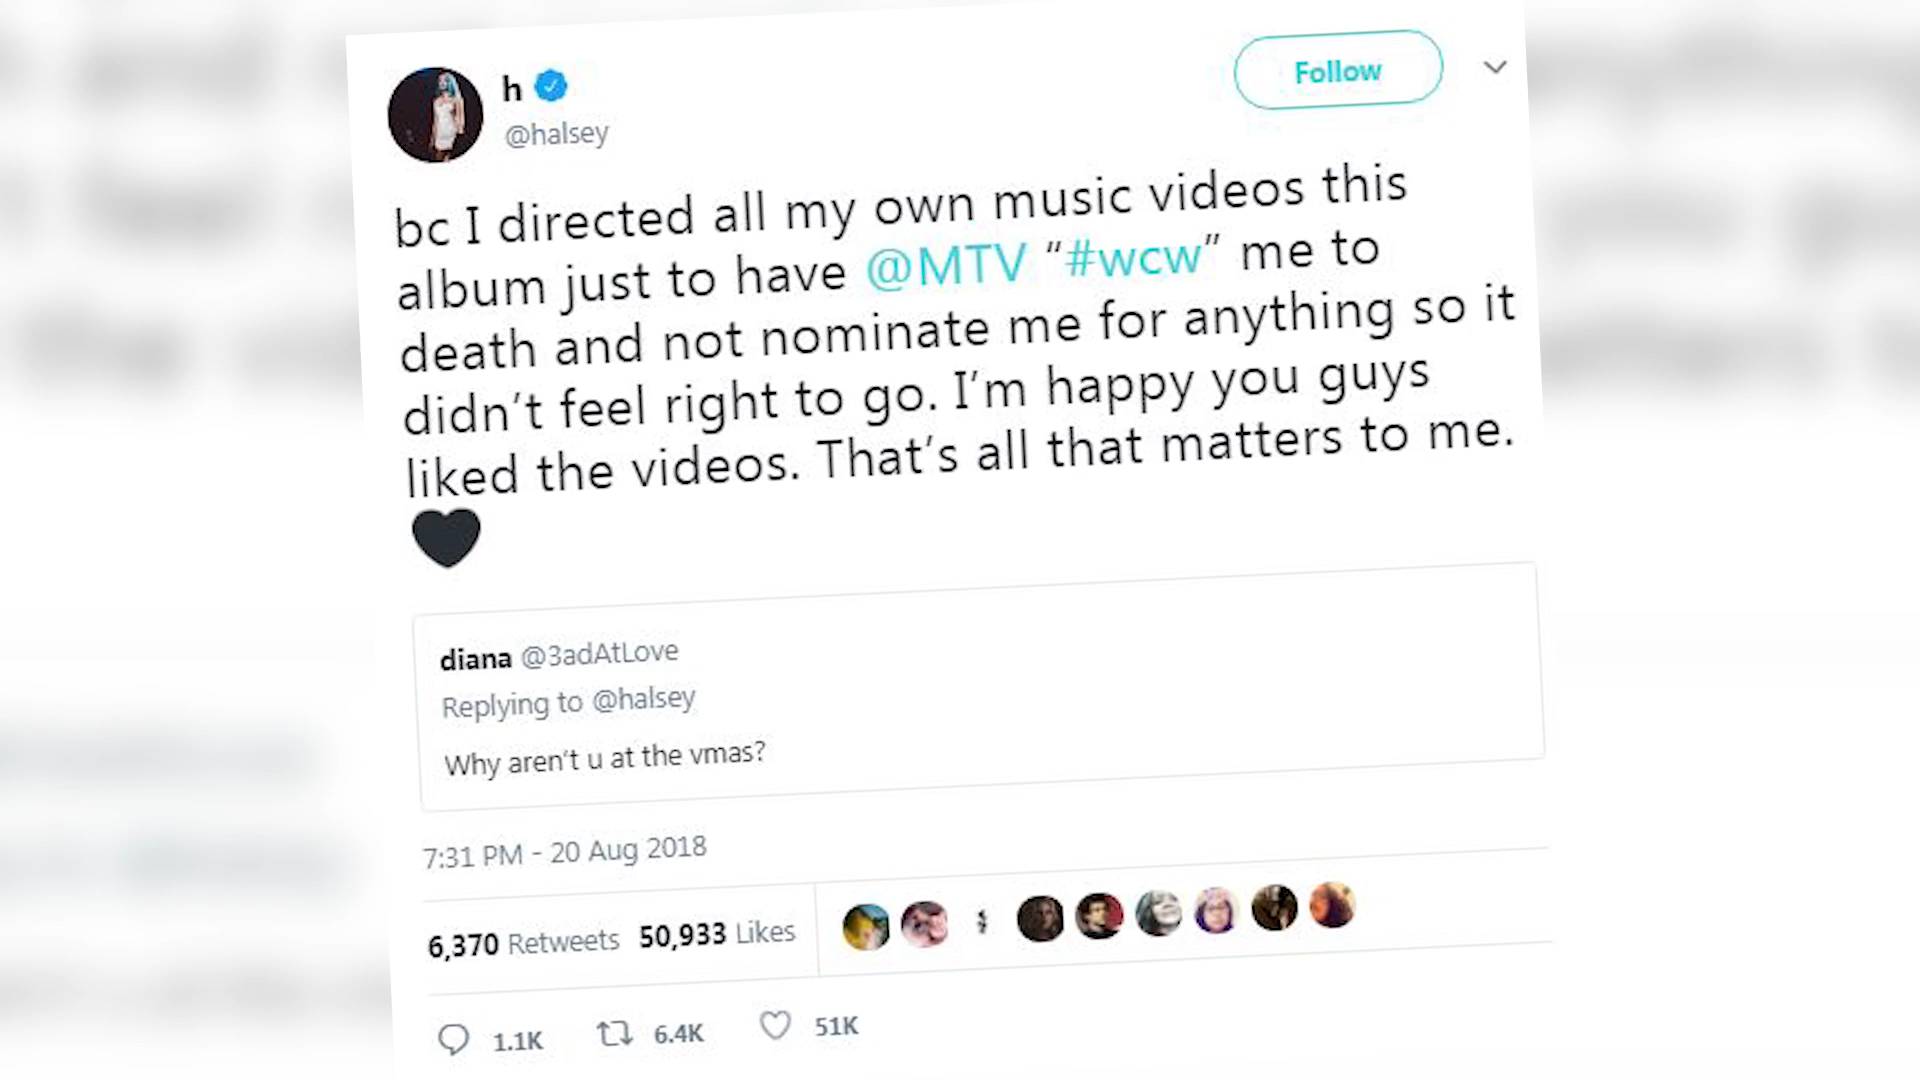 h
@halsey
Follow
bc I directed all my own music videos this
album just to have @MTV “#wcw” me to
death and not nominate me for anything so it
didn’t feel right to go. I’m happy you guys
liked the videos. That’s all that matters to me.
🖤
diana @3adAtLove
Replying to @halsey
Why aren’t u at the vmas?
7:31 PM - 20 Aug 2018
6,370 Retweets 50,933 Likes
1.1K 6.4K 51K